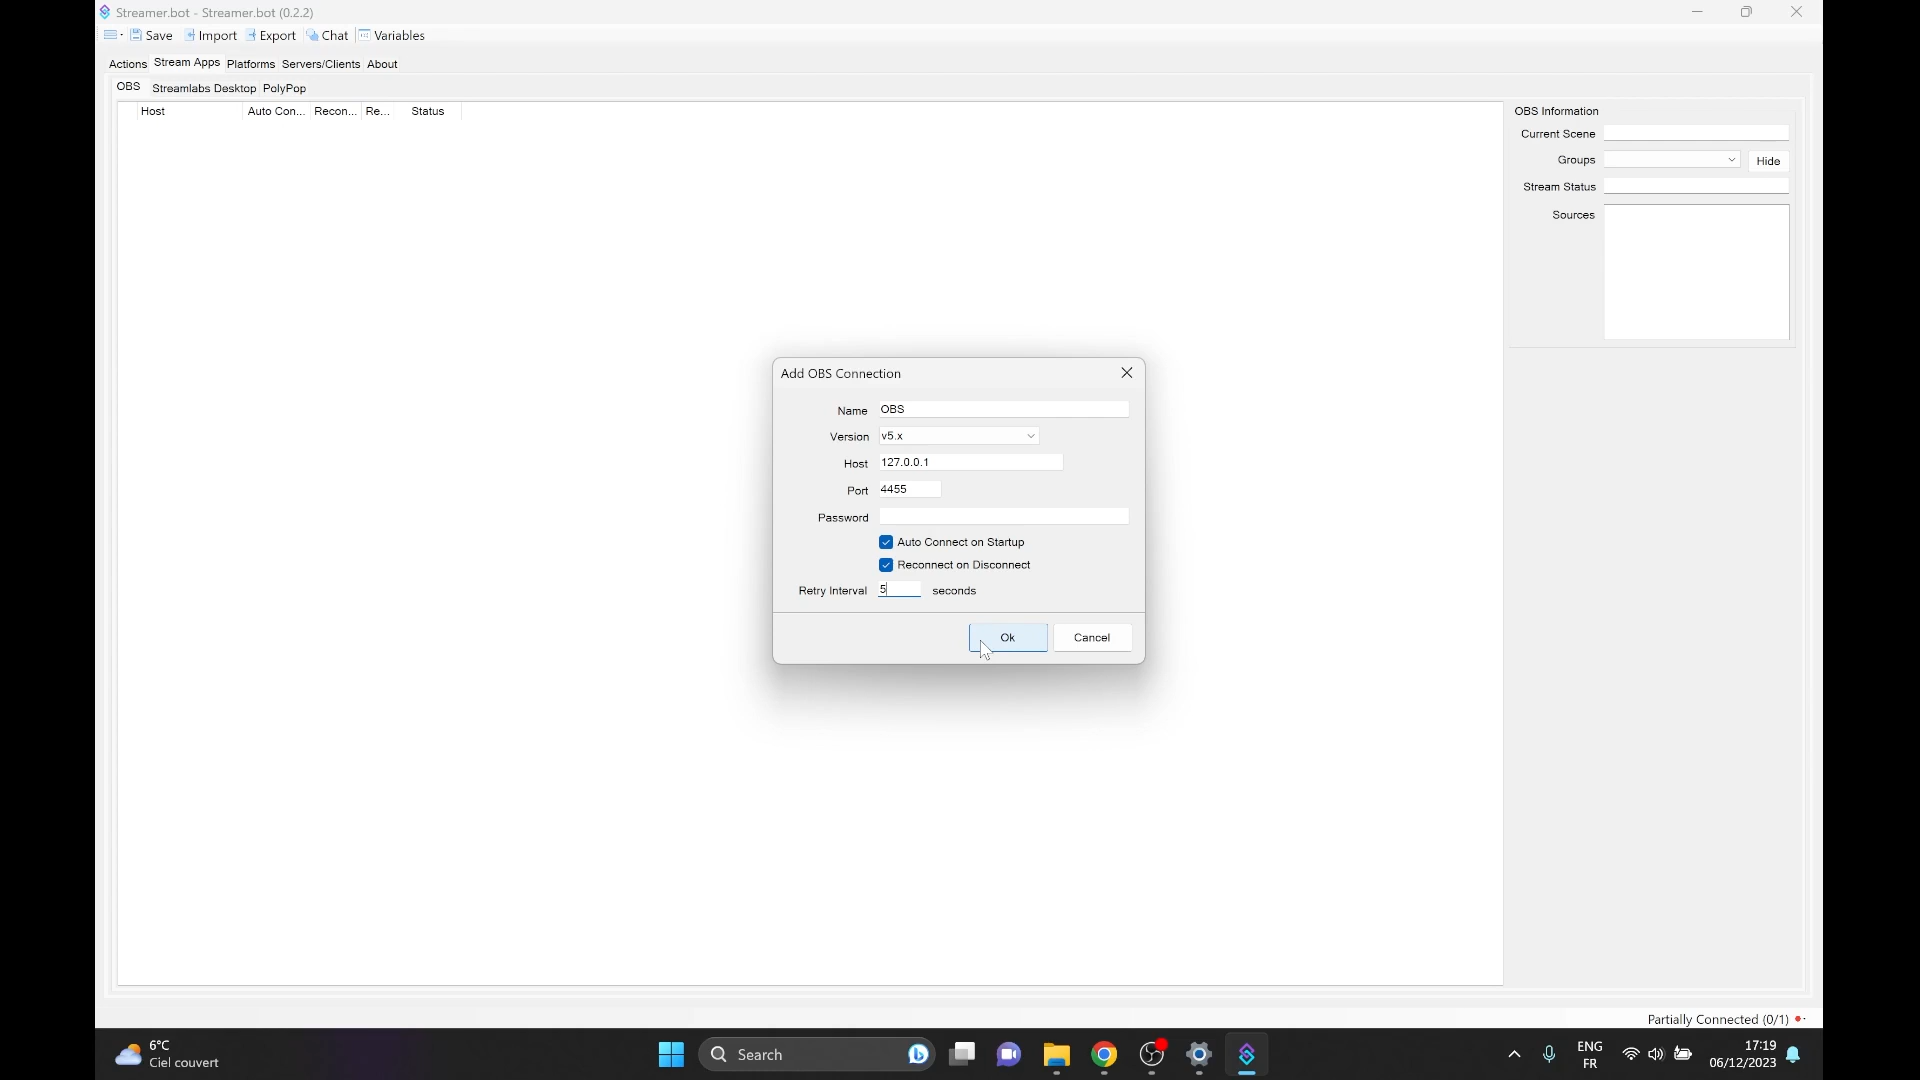 Streamer.bot - Streamer.bot (0.2.2)
Save Import Export Chat Variables
Actions Stream Apps Platforms Servers/Clients About
OBS Streamlabs Desktop PolyPop
Host Auto Con... Recon... Re... Status
OBS Information
Current Scene
Groups Hide
Stream Status
Sources
Add OBS Connection
Name OBS
Version v5.x
Host 127.0.0.1
Port 4455
Password
Auto Connect on Startup
Reconnect on Disconnect
Retry Interval 5 seconds
Ok Cancel
Partially Connected (0/1)
6°C
Ciel couvert
Search
ENG
FR
17:19
06/12/2023